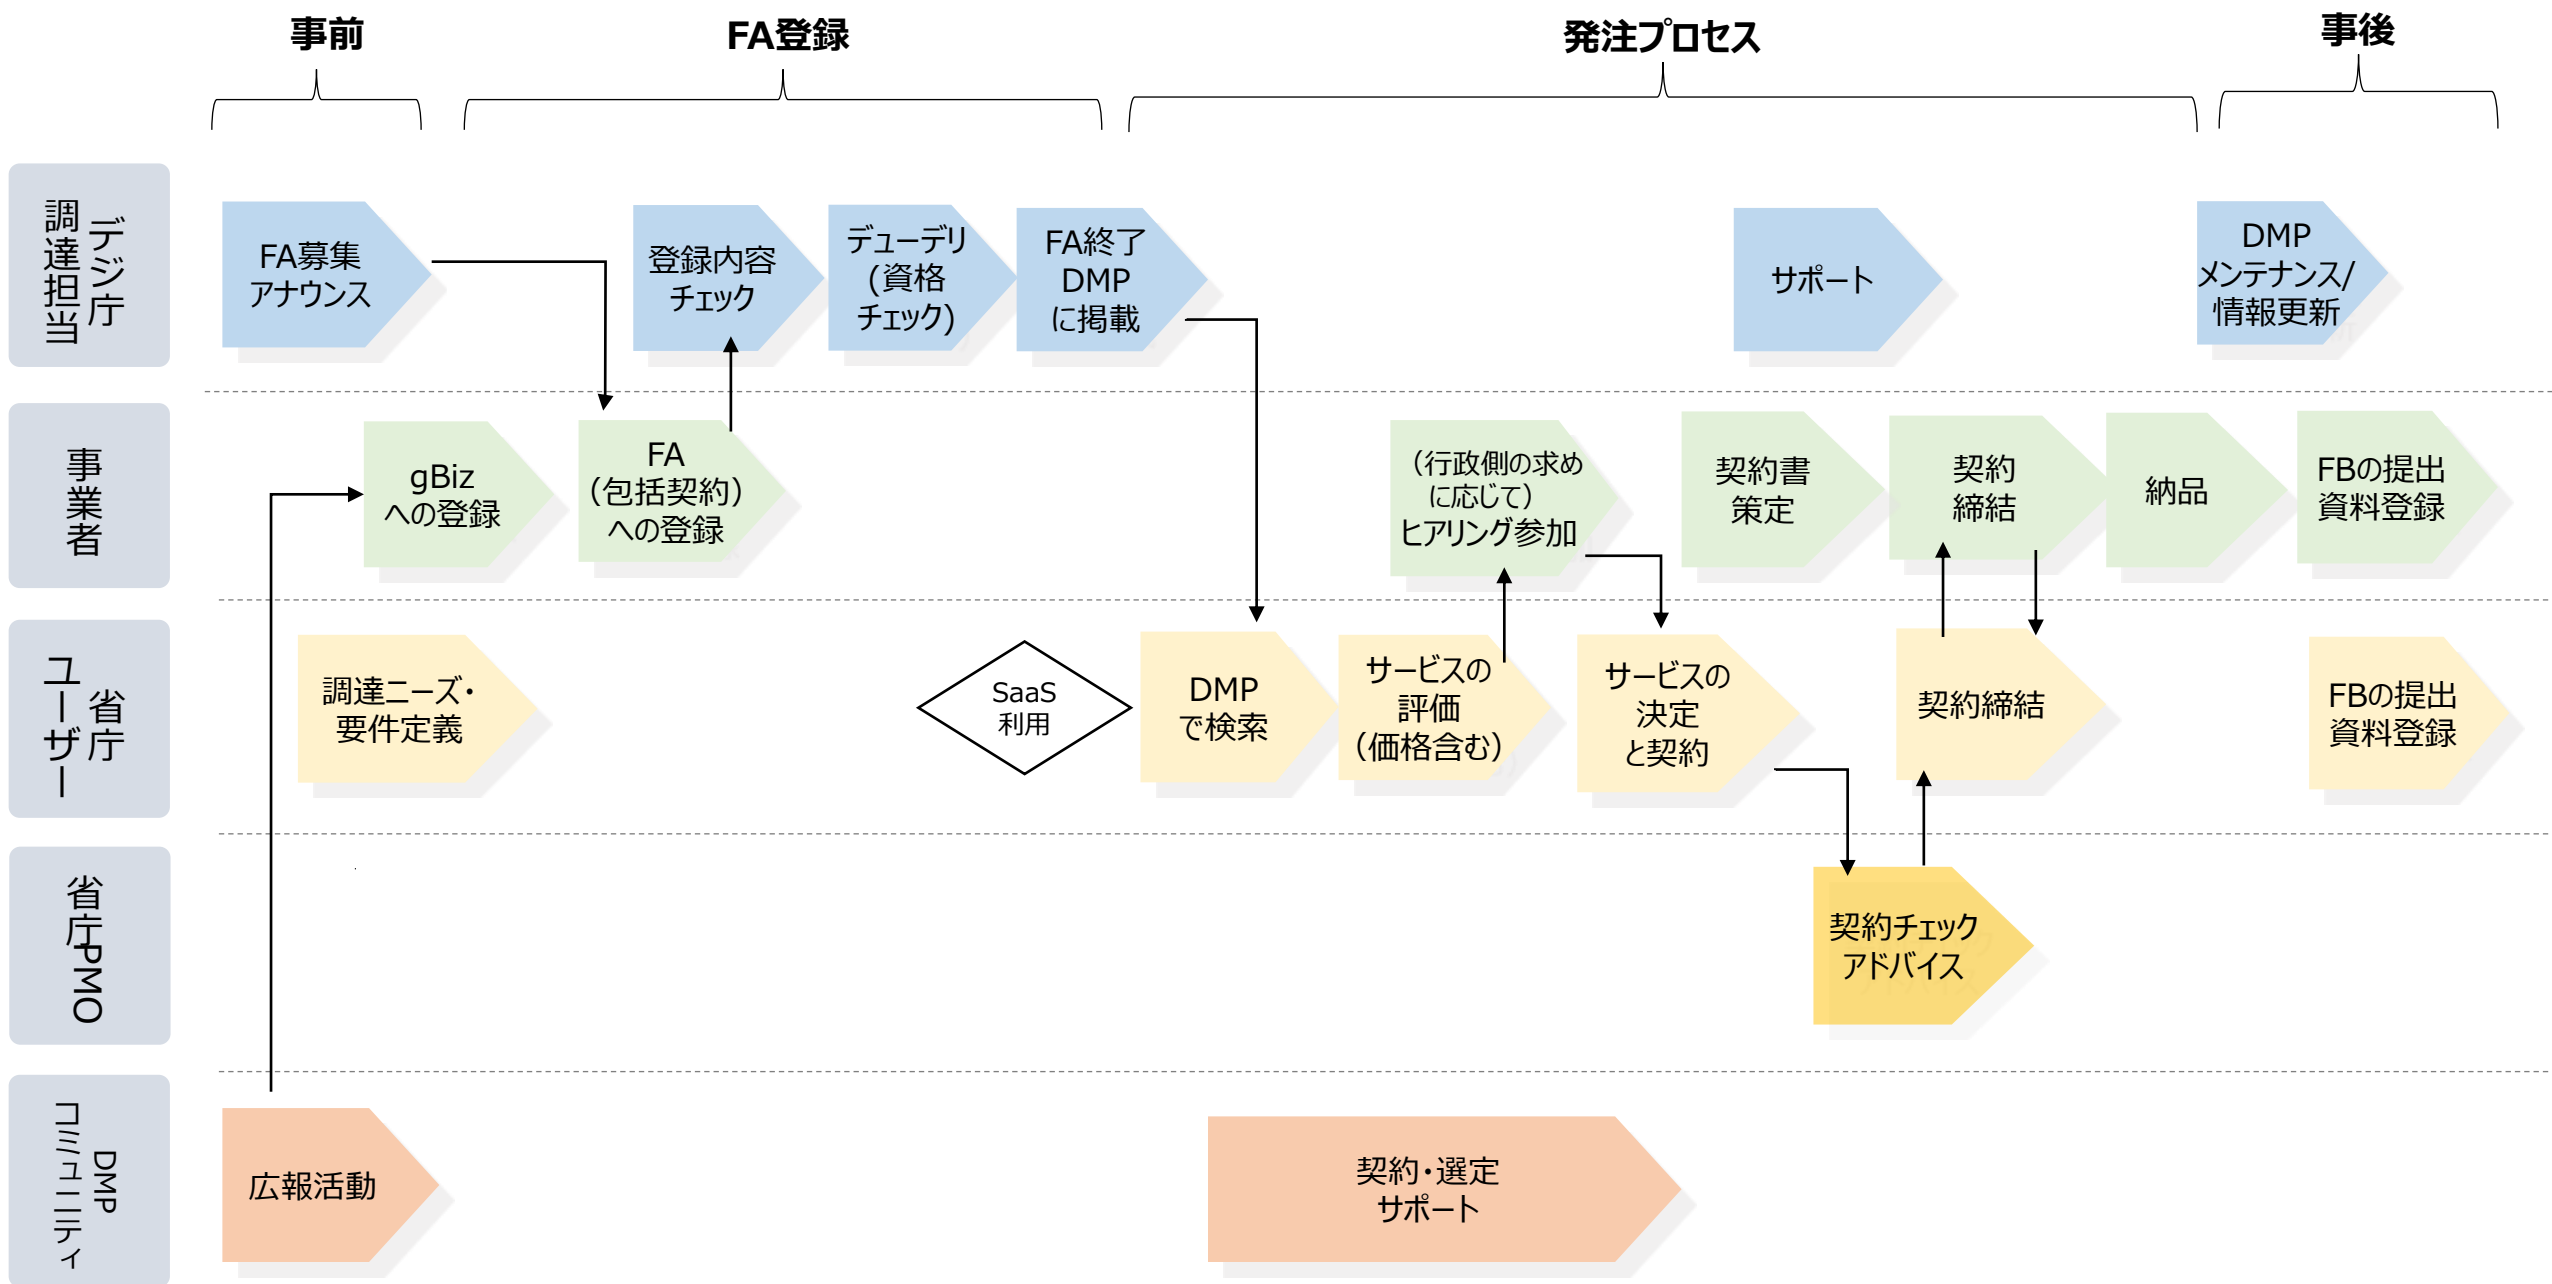 事前
FA登録
発注プロセス
事後
デジ庁
調達担当
FA募集
アナウンス
登録内容
チェック
デューデリ
(資格
チェック)
FA終了
DMP
に掲載
サポート
DMP
メンテナンス/
情報更新
事業者
gBiz
への登録
FA
（包括契約）
への登録
（行政側の求め
に応じて）
ヒアリング参加
契約書
策定
契約
締結
納品
FBの提出
資料登録
省庁
ユーザー
調達ニーズ・
要件定義
SaaS
利用
DMP
で検索
サービスの
評価
（価格含む）
サービスの
決定
と契約
契約締結
FBの提出
資料登録
省庁PMO
契約チェック
アドバイス
DMP
コミュニティ
広報活動
契約・選定
サポート